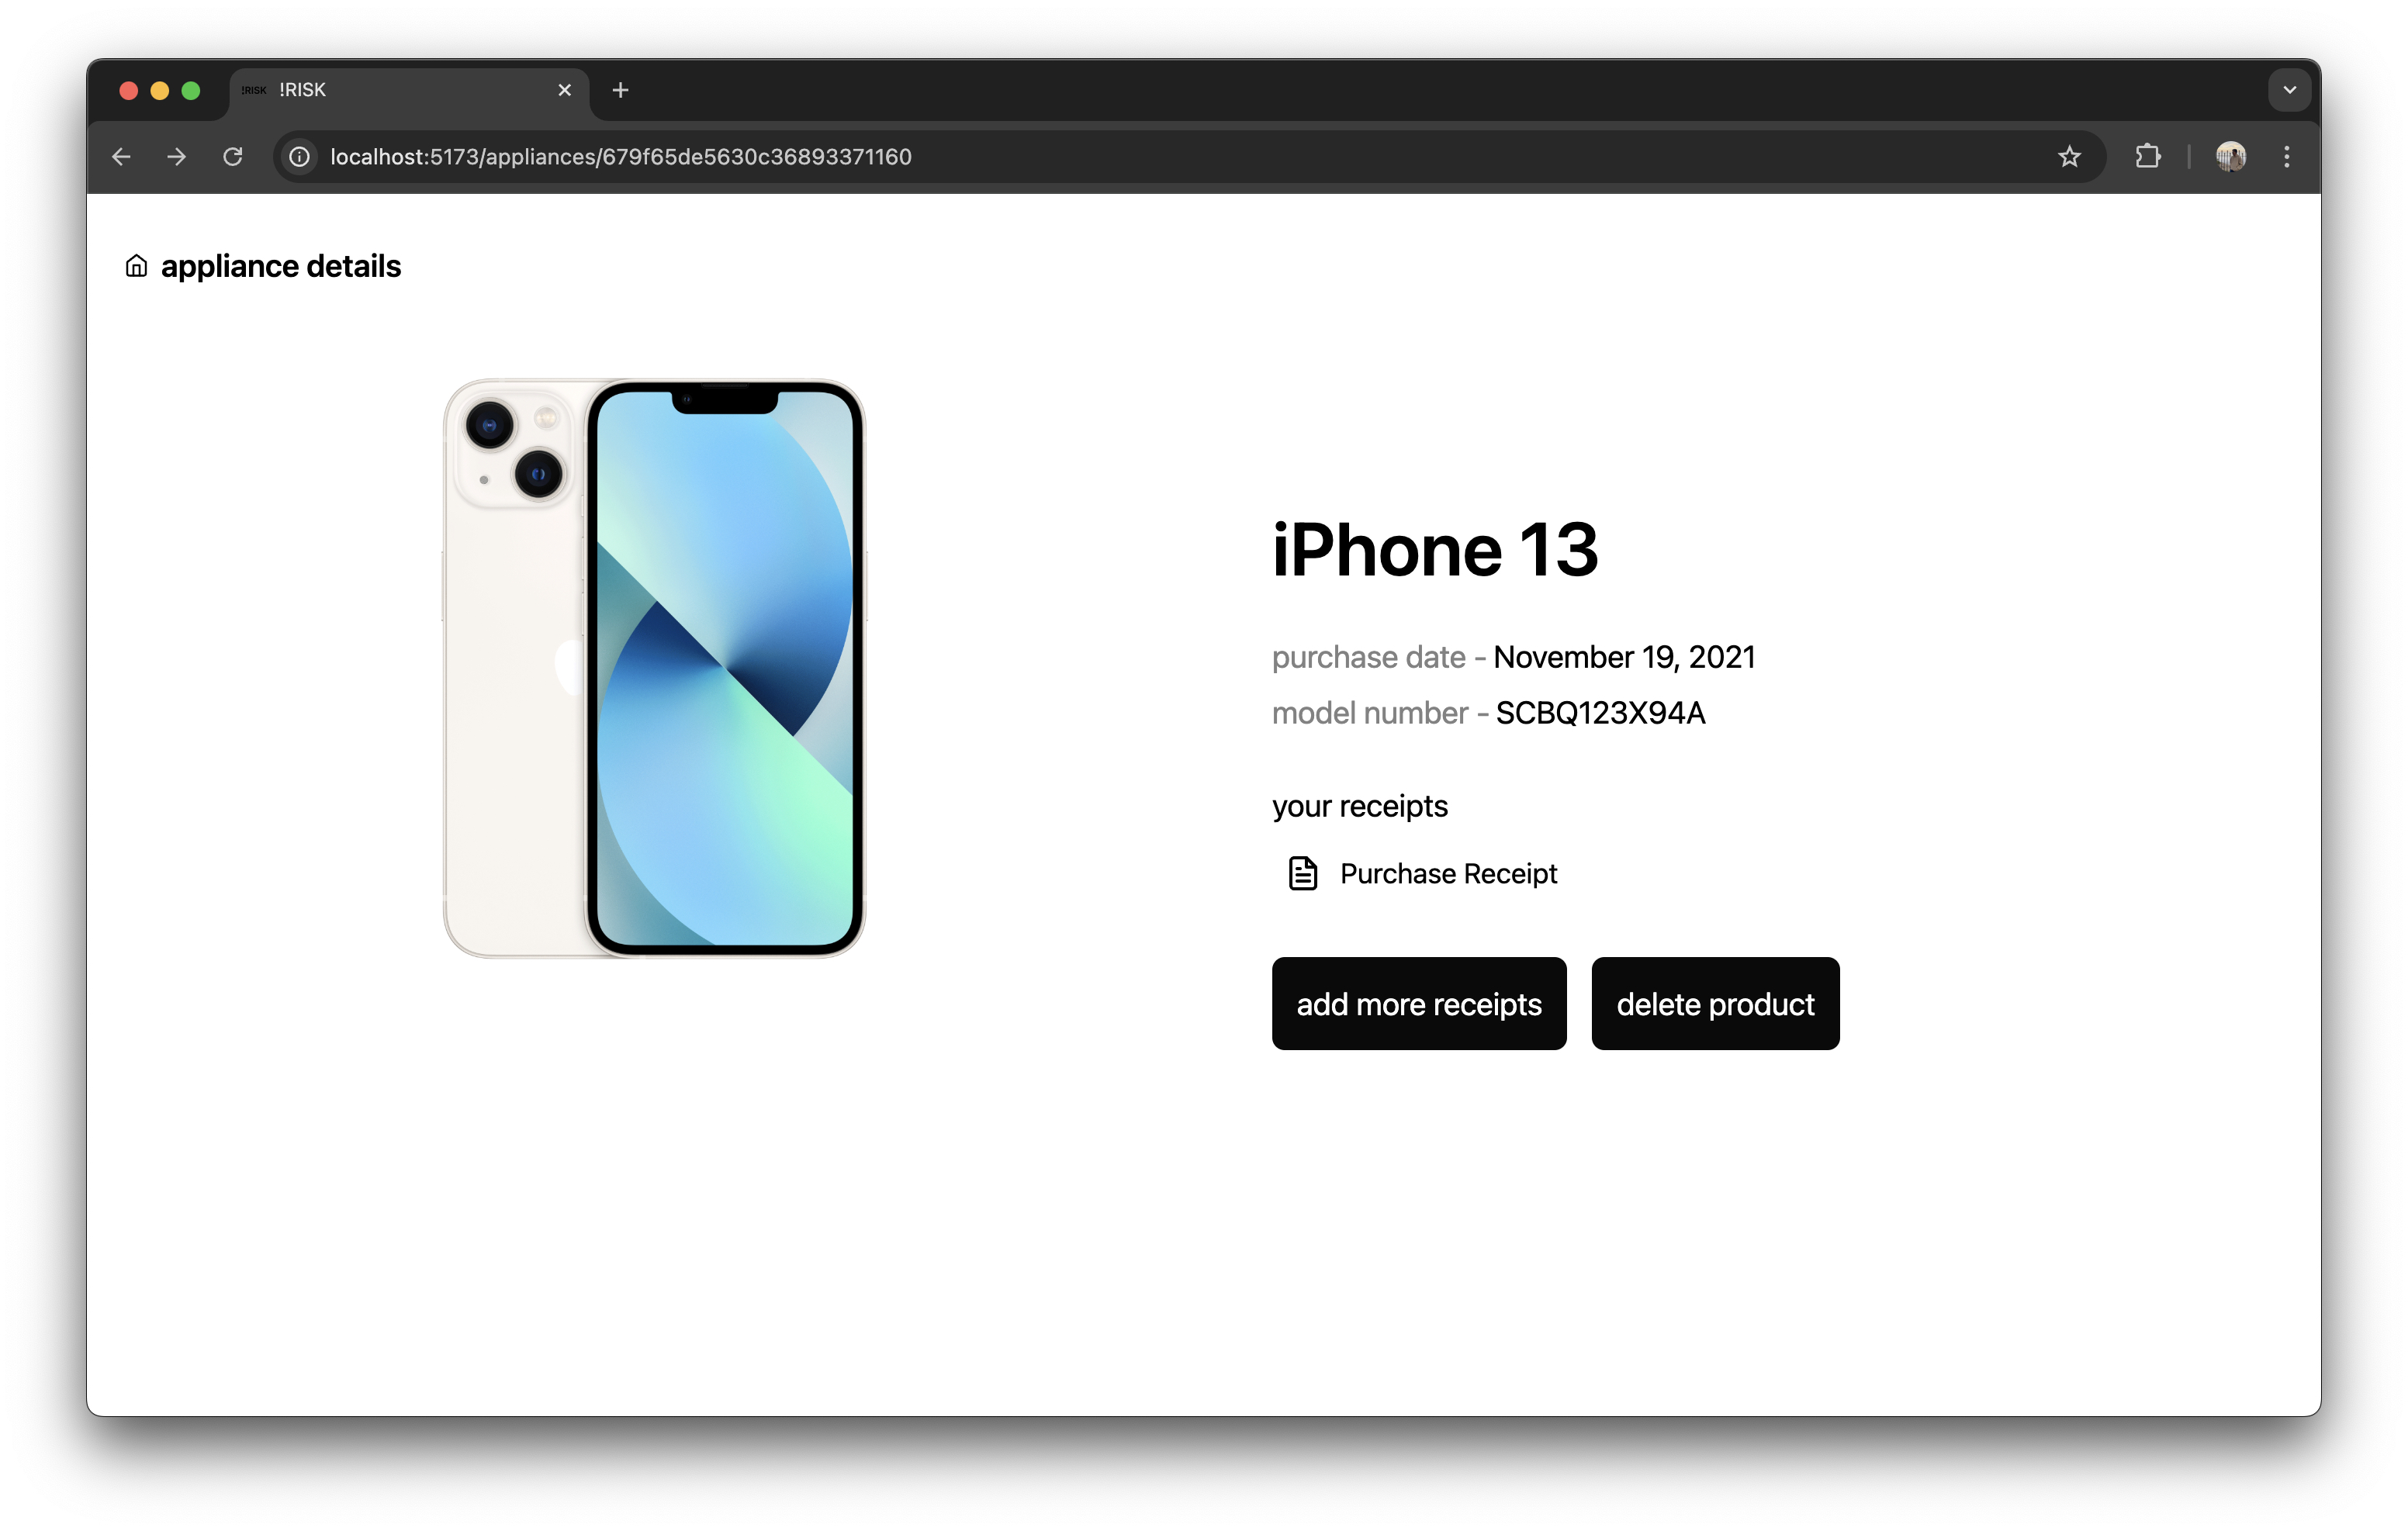 !RISK !RISK
localhost:5173/appliances/679f65de5630c36893371160
appliance details
iPhone 13
purchase date - November 19, 2021
model number - SCBQ123X94A
your receipts
Purchase Receipt
add more receipts delete product